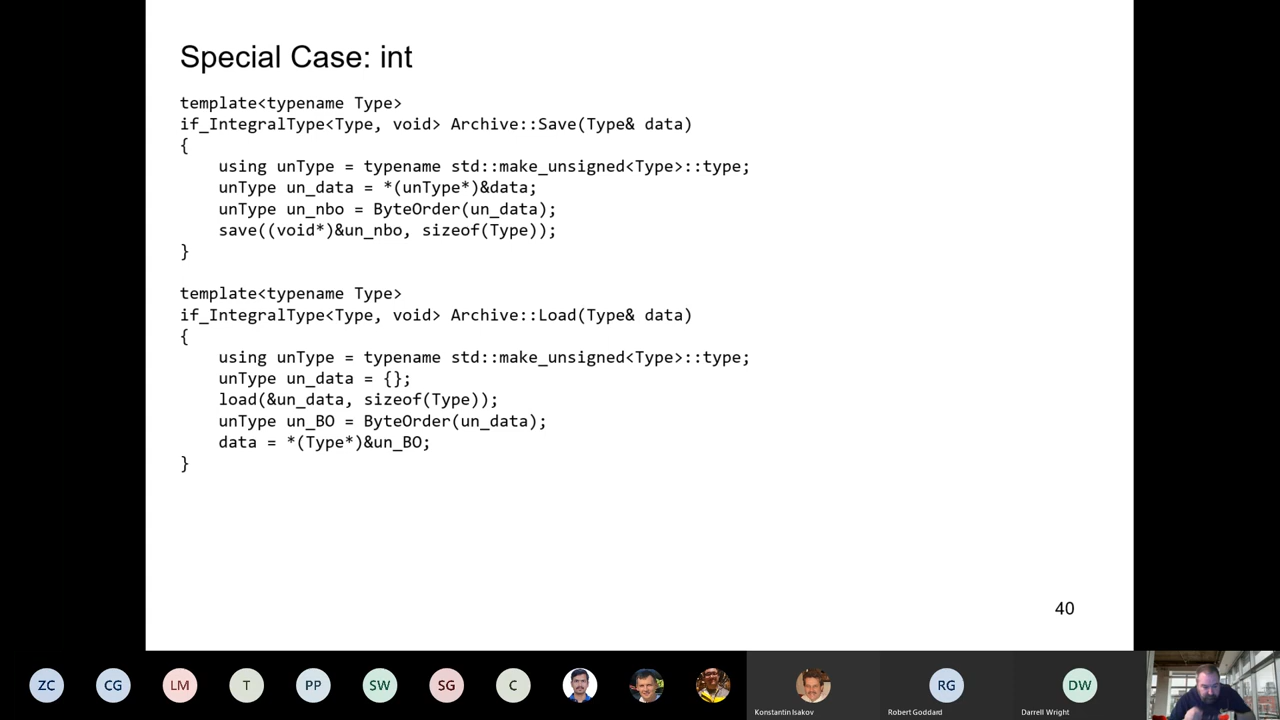 Special Case: int
template<typename Type>
if_IntegralType<Type, void> Archive::Save(Type& data)
{
    using unType = typename std::make_unsigned<Type>::type;
    unType un_data = *(unType*)&data;
    unType un_nbo = ByteOrder(un_data);
    save((void*)&un_nbo, sizeof(Type));
}
template<typename Type>
if_IntegralType<Type, void> Archive::Load(Type& data)
{
    using unType = typename std::make_unsigned<Type>::type;
    unType un_data = {};
    load(&un_data, sizeof(Type));
    unType un_BO = ByteOrder(un_data);
    data = *(Type*)&un_BO;
}
40
ZC CG LM T PP SW SG C RG DW
Konstantin Isakov Robert Goddard Darrell Wright